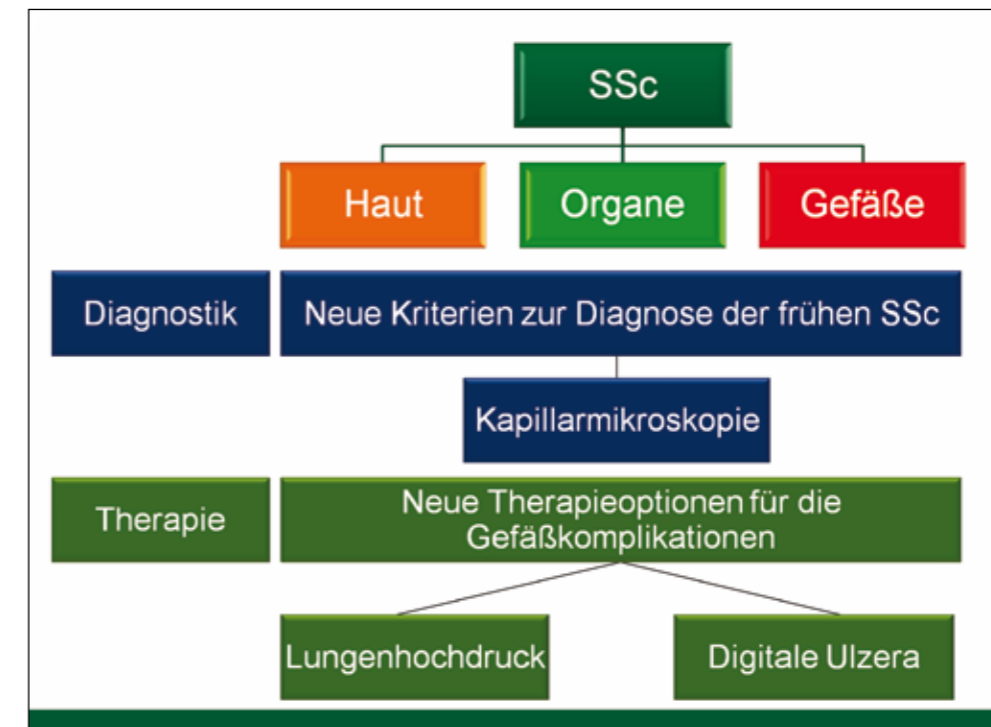 SSc
Haut
Organe
Gefäße
Diagnostik
Neue Kriterien zur Diagnose der frühen SSc
Kapillarmikroskopie
Therapie
Neue Therapieoptionen für die
Gefäßkomplikationen
Lungenhochdruck
Digitale Ulzera